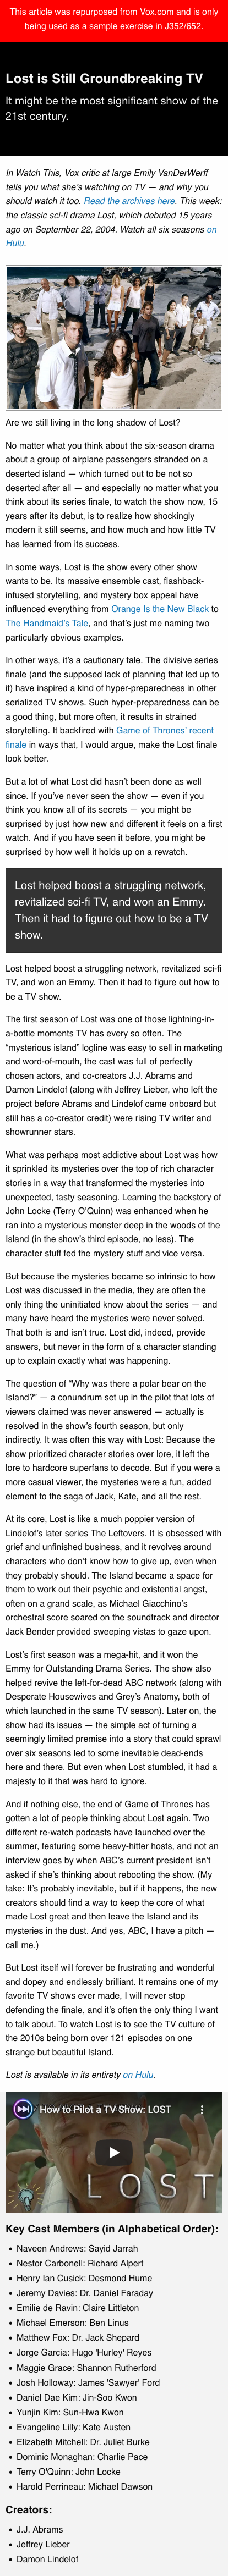 This article was repurposed from Vox.com and is only
being used as a sample exercise in J352/652.
Lost is Still Groundbreaking TV
It might be the most significant show of the
21st century.
In Watch This, Vox critic at large Emily VanDerWerff
tells you what she's watching on TV — and why you
should watch it too. Read the archives here. This week:
the classic sci-fi drama Lost, which debuted 15 years
ago on September 22, 2004. Watch all six seasons on
Hulu.
Are we still living in the long shadow of Lost?
No matter what you think about the six-season drama
about a group of airplane passengers stranded on a
deserted island — which turned out to be not so
deserted after all — and especially no matter what you
think about its series finale, to watch the show now, 15
years after its debut, is to realize how shockingly
modern it still seems, and how much and how little TV
has learned from its success.
In some ways, Lost is the show every other show
wants to be. Its massive ensemble cast, flashback-
infused storytelling, and mystery box appeal have
influenced everything from Orange Is the New Black to
The Handmaid's Tale, and that's just me naming two
particularly obvious examples.
In other ways, it's a cautionary tale. The divisive series
finale (and the supposed lack of planning that led up to
it) have inspired a kind of hyper-preparedness in other
serialized TV shows. Such hyper-preparedness can be
a good thing, but more often, it results in strained
storytelling. It backfired with Game of Thrones' recent
finale in ways that, I would argue, make the Lost finale
look better.
But a lot of what Lost did hasn't been done as well
since. If you've never seen the show — even if you
think you know all of its secrets — you might be
surprised by just how new and different it feels on a first
watch. And if you have seen it before, you might be
surprised by how well it holds up on a rewatch.
Lost helped boost a struggling network,
revitalized sci-fi TV, and won an Emmy.
Then it had to figure out how to be a TV
show.
Lost helped boost a struggling network, revitalized sci-fi
TV, and won an Emmy. Then it had to figure out how to
be a TV show.
The first season of Lost was one of those lightning-in-
a-bottle moments TV has every so often. The
“mysterious island” logline was easy to sell in marketing
and word-of-mouth, the cast was full of perfectly
chosen actors, and co-creators J.J. Abrams and
Damon Lindelof (along with Jeffrey Lieber, who left the
project before Abrams and Lindelof came onboard but
still has a co-creator credit) were rising TV writer and
showrunner stars.
What was perhaps most addictive about Lost was how
it sprinkled its mysteries over the top of rich character
stories in a way that transformed the mysteries into
unexpected, tasty seasoning. Learning the backstory of
John Locke (Terry O'Quinn) was enhanced when he
ran into a mysterious monster deep in the woods of the
Island (in the show's third episode, no less). The
character stuff fed the mystery stuff and vice versa.
But because the mysteries became so intrinsic to how
Lost was discussed in the media, they are often the
only thing the uninitiated know about the series — and
many have heard the mysteries were never solved.
That both is and isn't true. Lost did, indeed, provide
answers, but never in the form of a character standing
up to explain exactly what was happening.
The question of “Why was there a polar bear on the
Island?” — a conundrum set up in the pilot that lots of
viewers claimed was never answered — actually is
resolved in the show's fourth season, but only
indirectly. It was often this way with Lost: Because the
show prioritized character stories over lore, it left the
lore to hardcore superfans to decode. But if you were a
more casual viewer, the mysteries were a fun, added
element to the saga of Jack, Kate, and all the rest.
At its core, Lost is like a much poppier version of
Lindelof's later series The Leftovers. It is obsessed with
grief and unfinished business, and it revolves around
characters who don't know how to give up, even when
they probably should. The Island became a space for
them to work out their psychic and existential angst,
often on a grand scale, as Michael Giacchino's
orchestral score soared on the soundtrack and director
Jack Bender provided sweeping vistas to gaze upon.
Lost's first season was a mega-hit, and it won the
Emmy for Outstanding Drama Series. The show also
helped revive the left-for-dead ABC network (along with
Desperate Housewives and Grey's Anatomy, both of
which launched in the same TV season). Later on, the
show had its issues — the simple act of turning a
seemingly limited premise into a story that could sprawl
over six seasons led to some inevitable dead-ends
here and there. But even when Lost stumbled, it had a
majesty to it that was hard to ignore.
And if nothing else, the end of Game of Thrones has
gotten a lot of people thinking about Lost again. Two
different re-watch podcasts have launched over the
summer, featuring some heavy-hitter hosts, and not an
interview goes by when ABC's current president isn't
asked if she's thinking about rebooting the show. (My
take: It's probably inevitable, but if it happens, the new
creators should find a way to keep the core of what
made Lost great and then leave the Island and its
mysteries in the dust. And yes, ABC, I have a pitch —
call me.)
But Lost itself will forever be frustrating and wonderful
and dopey and endlessly brilliant. It remains one of my
favorite TV shows ever made, I will never stop
defending the finale, and it's often the only thing I want
to talk about. To watch Lost is to see the TV culture of
the 2010s being born over 121 episodes on one
strange but beautiful Island.
Lost is available in its entirety on Hulu.
How to Pilot a TV Show: LOST
LOST
Key Cast Members (in Alphabetical Order):
Naveen Andrews: Sayid Jarrah
Nestor Carbonell: Richard Alpert
Henry Ian Cusick: Desmond Hume
Jeremy Davies: Dr. Daniel Faraday
Emilie de Ravin: Claire Littleton
Michael Emerson: Ben Linus
Matthew Fox: Dr. Jack Shepard
Jorge Garcia: Hugo 'Hurley' Reyes
Maggie Grace: Shannon Rutherford
Josh Holloway: James 'Sawyer' Ford
Daniel Dae Kim: Jin-Soo Kwon
Yunjin Kim: Sun-Hwa Kwon
Evangeline Lilly: Kate Austen
Elizabeth Mitchell: Dr. Juliet Burke
Dominic Monaghan: Charlie Pace
Terry O'Quinn: John Locke
Harold Perrineau: Michael Dawson
Creators:
J.J. Abrams
Jeffrey Lieber
Damon Lindelof